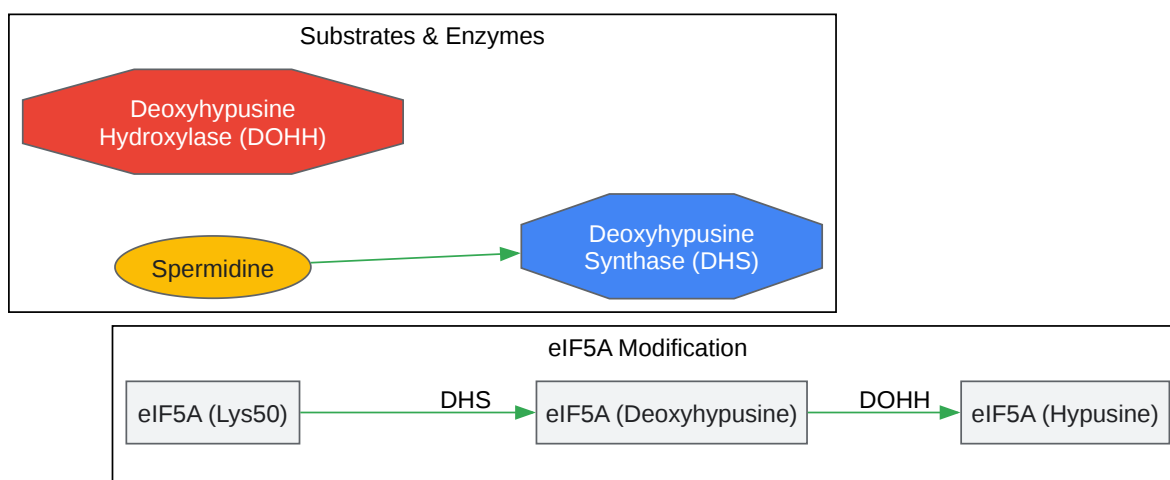 Substrates & Enzymes
Deoxyhypusine
Hydroxylase (DOHH)
Spermidine
Deoxyhypusine
Synthase (DHS)
eIF5A Modification
eIF5A (Lys50)
DHS
eIF5A (Deoxyhypusine)
DOHH
eIF5A (Hypusine)